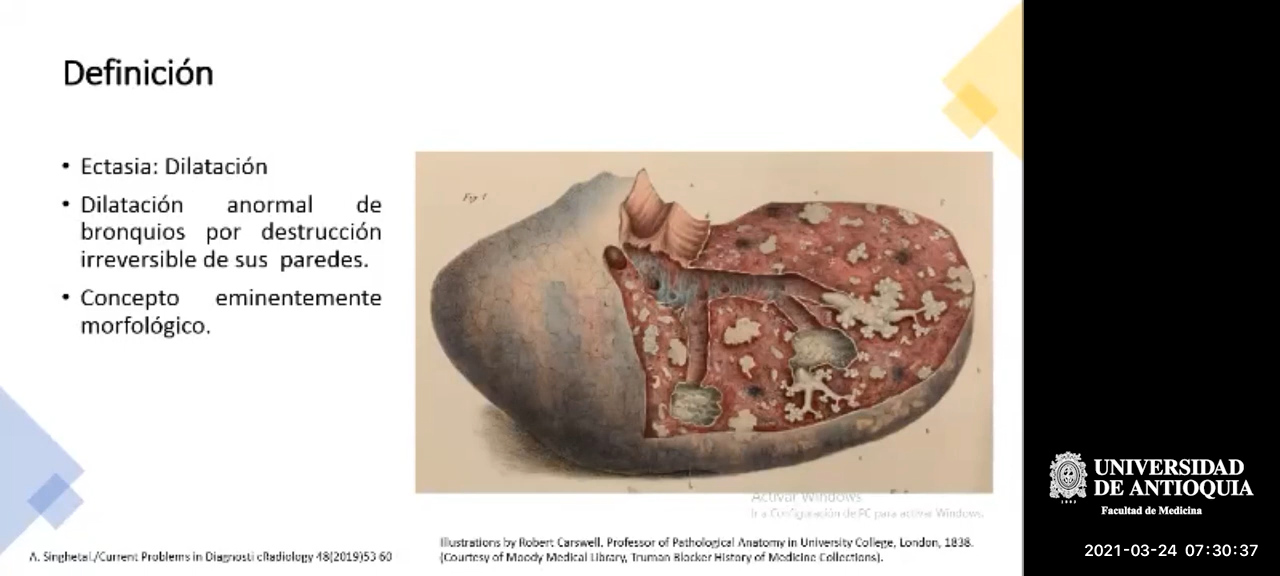 Definición
• Ectasia: Dilatación
• Dilatación anormal de
bronquios por destrucción
irreversible de sus paredes.
• Concepto eminentemente
morfológico.
Fig 1
Activar Windows
Ir a Configuración de PC para activar Windows.
A. Singhetal./Current Problems in Diagnosti cRadiology 48(2019)53 60
Illustrations by Robert Carswell, Professor of Pathological Anatomy in University College, London, 1838.
(Courtesy of Moody Medical Library, Truman Blocker History of Medicine Collections).
UNIVERSIDAD
DE ANTIOQUIA
1803
Facultad de Medicina
2021-03-24 07:30:37